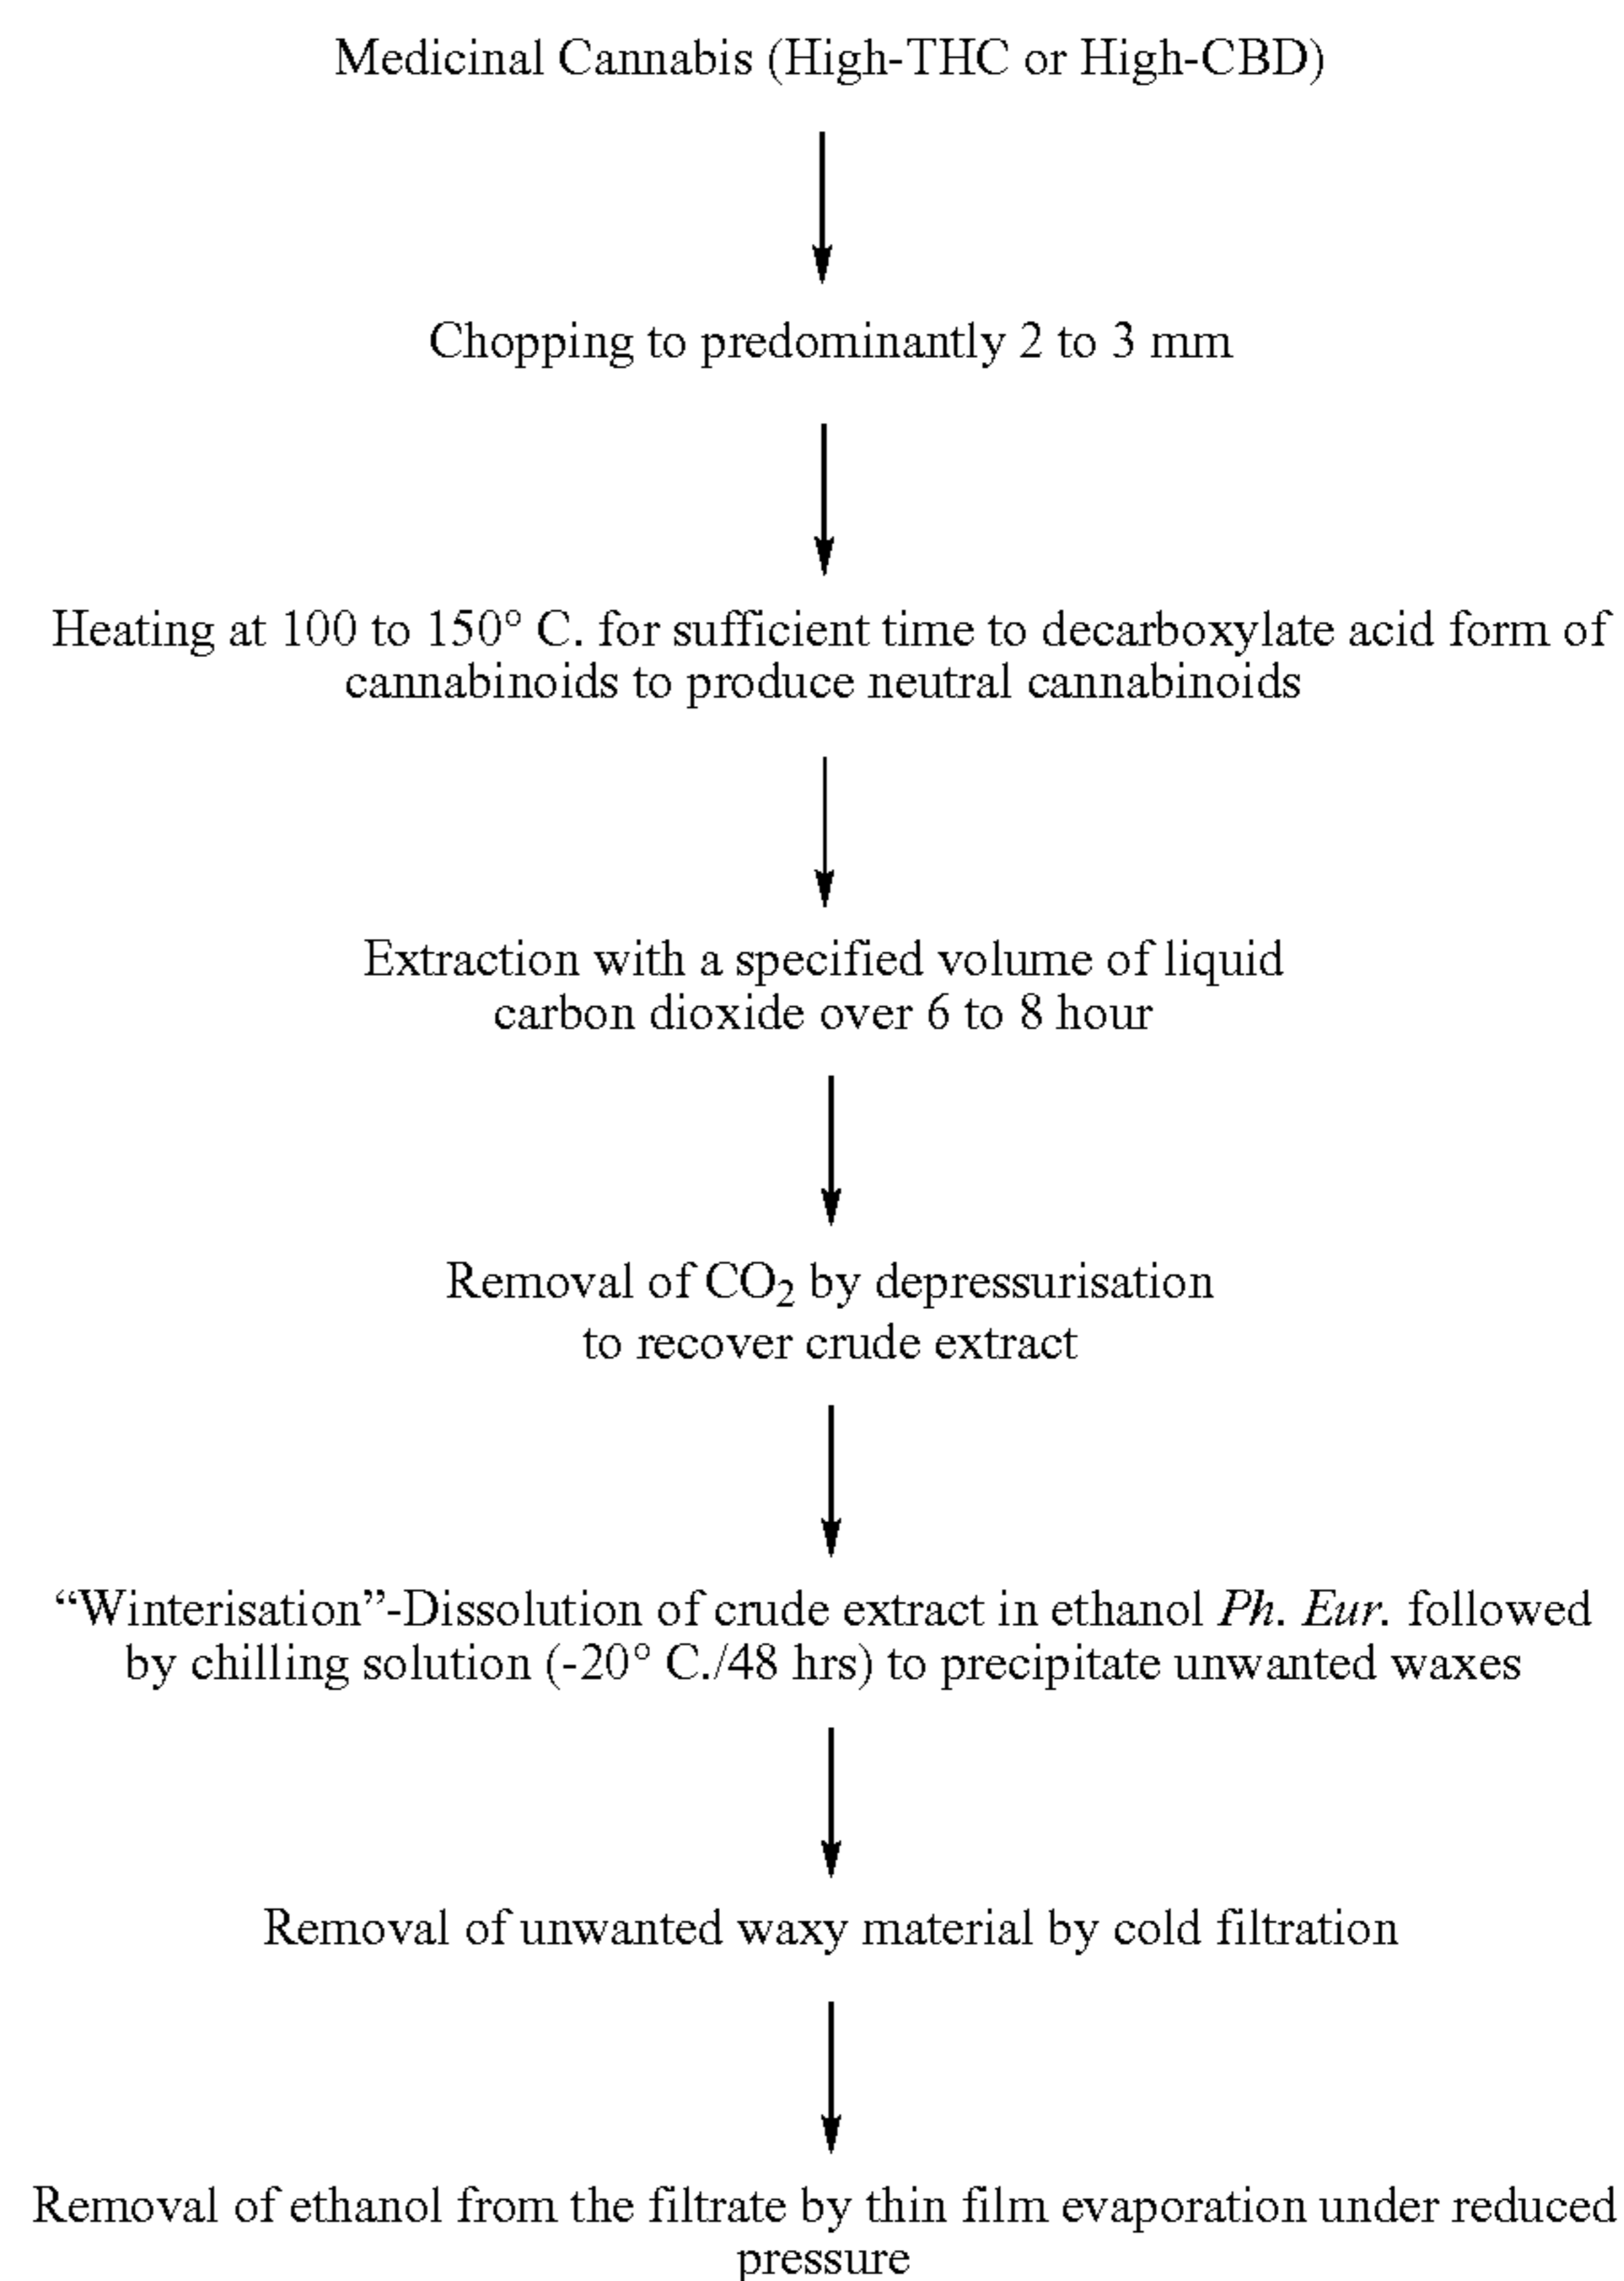 Medicinal Cannabis (High-THC or High-CBD)
Chopping to predominantly 2 to 3 mm
Heating at 100 to 150° C. for sufficient time to decarboxylate acid form of
cannabinoids to produce neutral cannabinoids
Extraction with a specified volume of liquid
carbon dioxide over 6 to 8 hour
Removal of CO₂ by depressurisation
to recover crude extract
“Winterisation”-Dissolution of crude extract in ethanol Ph. Eur. followed
by chilling solution (-20° C./48 hrs) to precipitate unwanted waxes
Removal of unwanted waxy material by cold filtration
Removal of ethanol from the filtrate by thin film evaporation under reduced
pressure